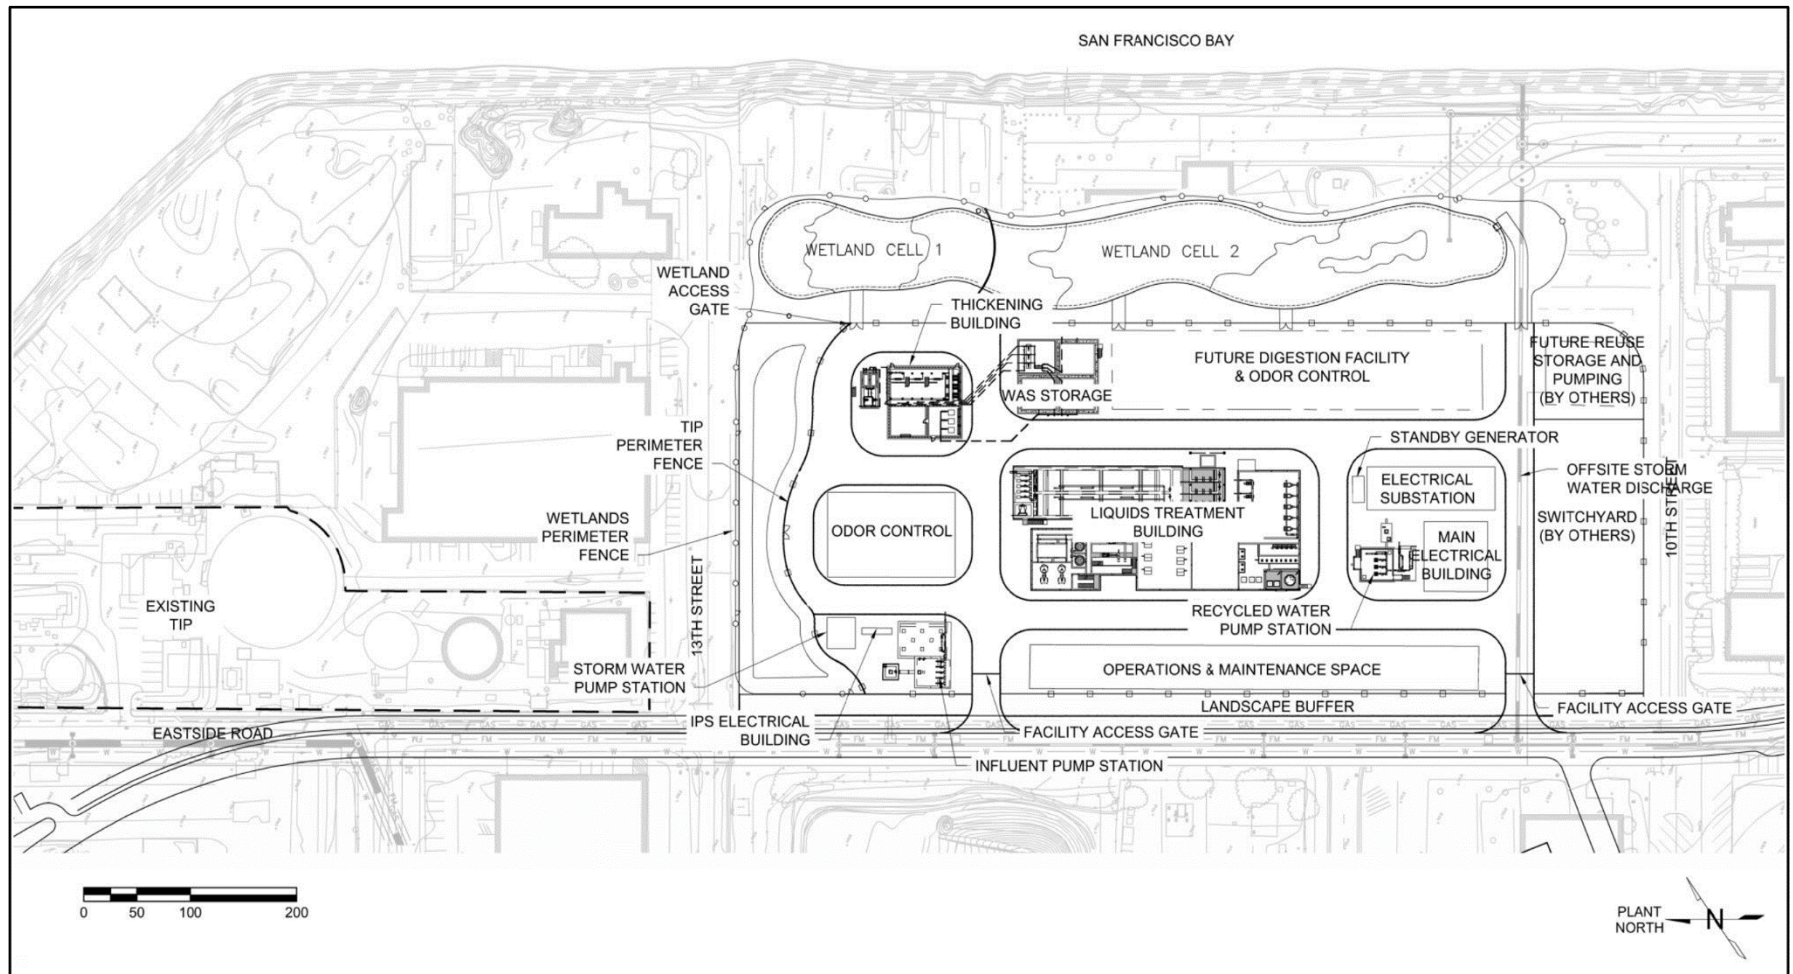 SAN FRANCISCO BAY
WETLAND CELL 1
WETLAND CELL 2
WETLAND
ACCESS
GATE
THICKENING
BUILDING
FUTURE DIGESTION FACILITY
& ODOR CONTROL
FUTURE REUSE
STORAGE AND
PUMPING
(BY OTHERS)
WAS STORAGE
TIP
PERIMETER
FENCE
STANDBY GENERATOR
OFFSITE STORM
WATER DISCHARGE
ELECTRICAL
SUBSTATION
WETLANDS
PERIMETER
FENCE
ODOR CONTROL
LIQUIDS TREATMENT
BUILDING
MAIN
ELECTRICAL
BUILDING
SWITCHYARD
(BY OTHERS)
10TH STREET
13TH STREET
EXISTING
TIP
RECYCLED WATER
PUMP STATION
STORM WATER
PUMP STATION
OPERATIONS & MAINTENANCE SPACE
LANDSCAPE BUFFER
FACILITY ACCESS GATE
IPS ELECTRICAL
BUILDING
EASTSIDE ROAD
FACILITY ACCESS GATE
INFLUENT PUMP STATION
0 50 100 200
PLANT
NORTH
N